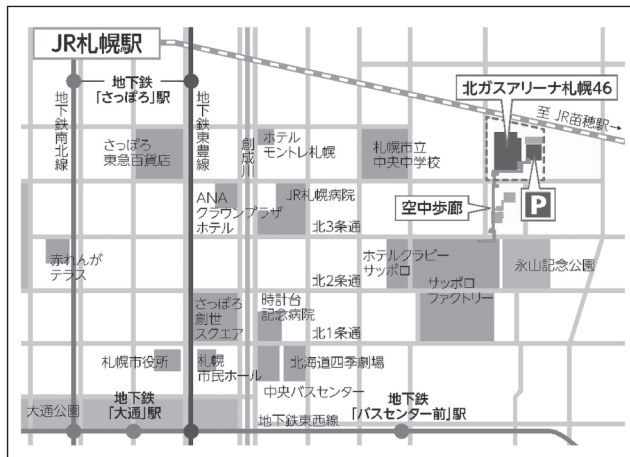 JR札幌駅
地下鉄
「さっぽろ」駅
地下鉄南北線
地下鉄東豊線
創成川
さっぽろ
東急百貨店
ホテル
モントレ札幌
札幌市立
中央中学校
北ガスアリーナ札幌46
至 JR苗穂駅→
P
空中歩廊
ANA
クラウンプラザ
ホテル
JR札幌病院
北3条通
赤れんが
テラス
北2条通
ホテルクラビー
サッポロ
サッポロ
ファクトリー
永山記念公園
さっぽろ
創世
スクエア
時計台
記念病院
北1条通
札幌市役所
札幌
市民ホール
北海道四季劇場
中央バスセンター
大通公園
地下鉄
「大通」駅
地下鉄東西線
地下鉄
「バスセンター前」駅